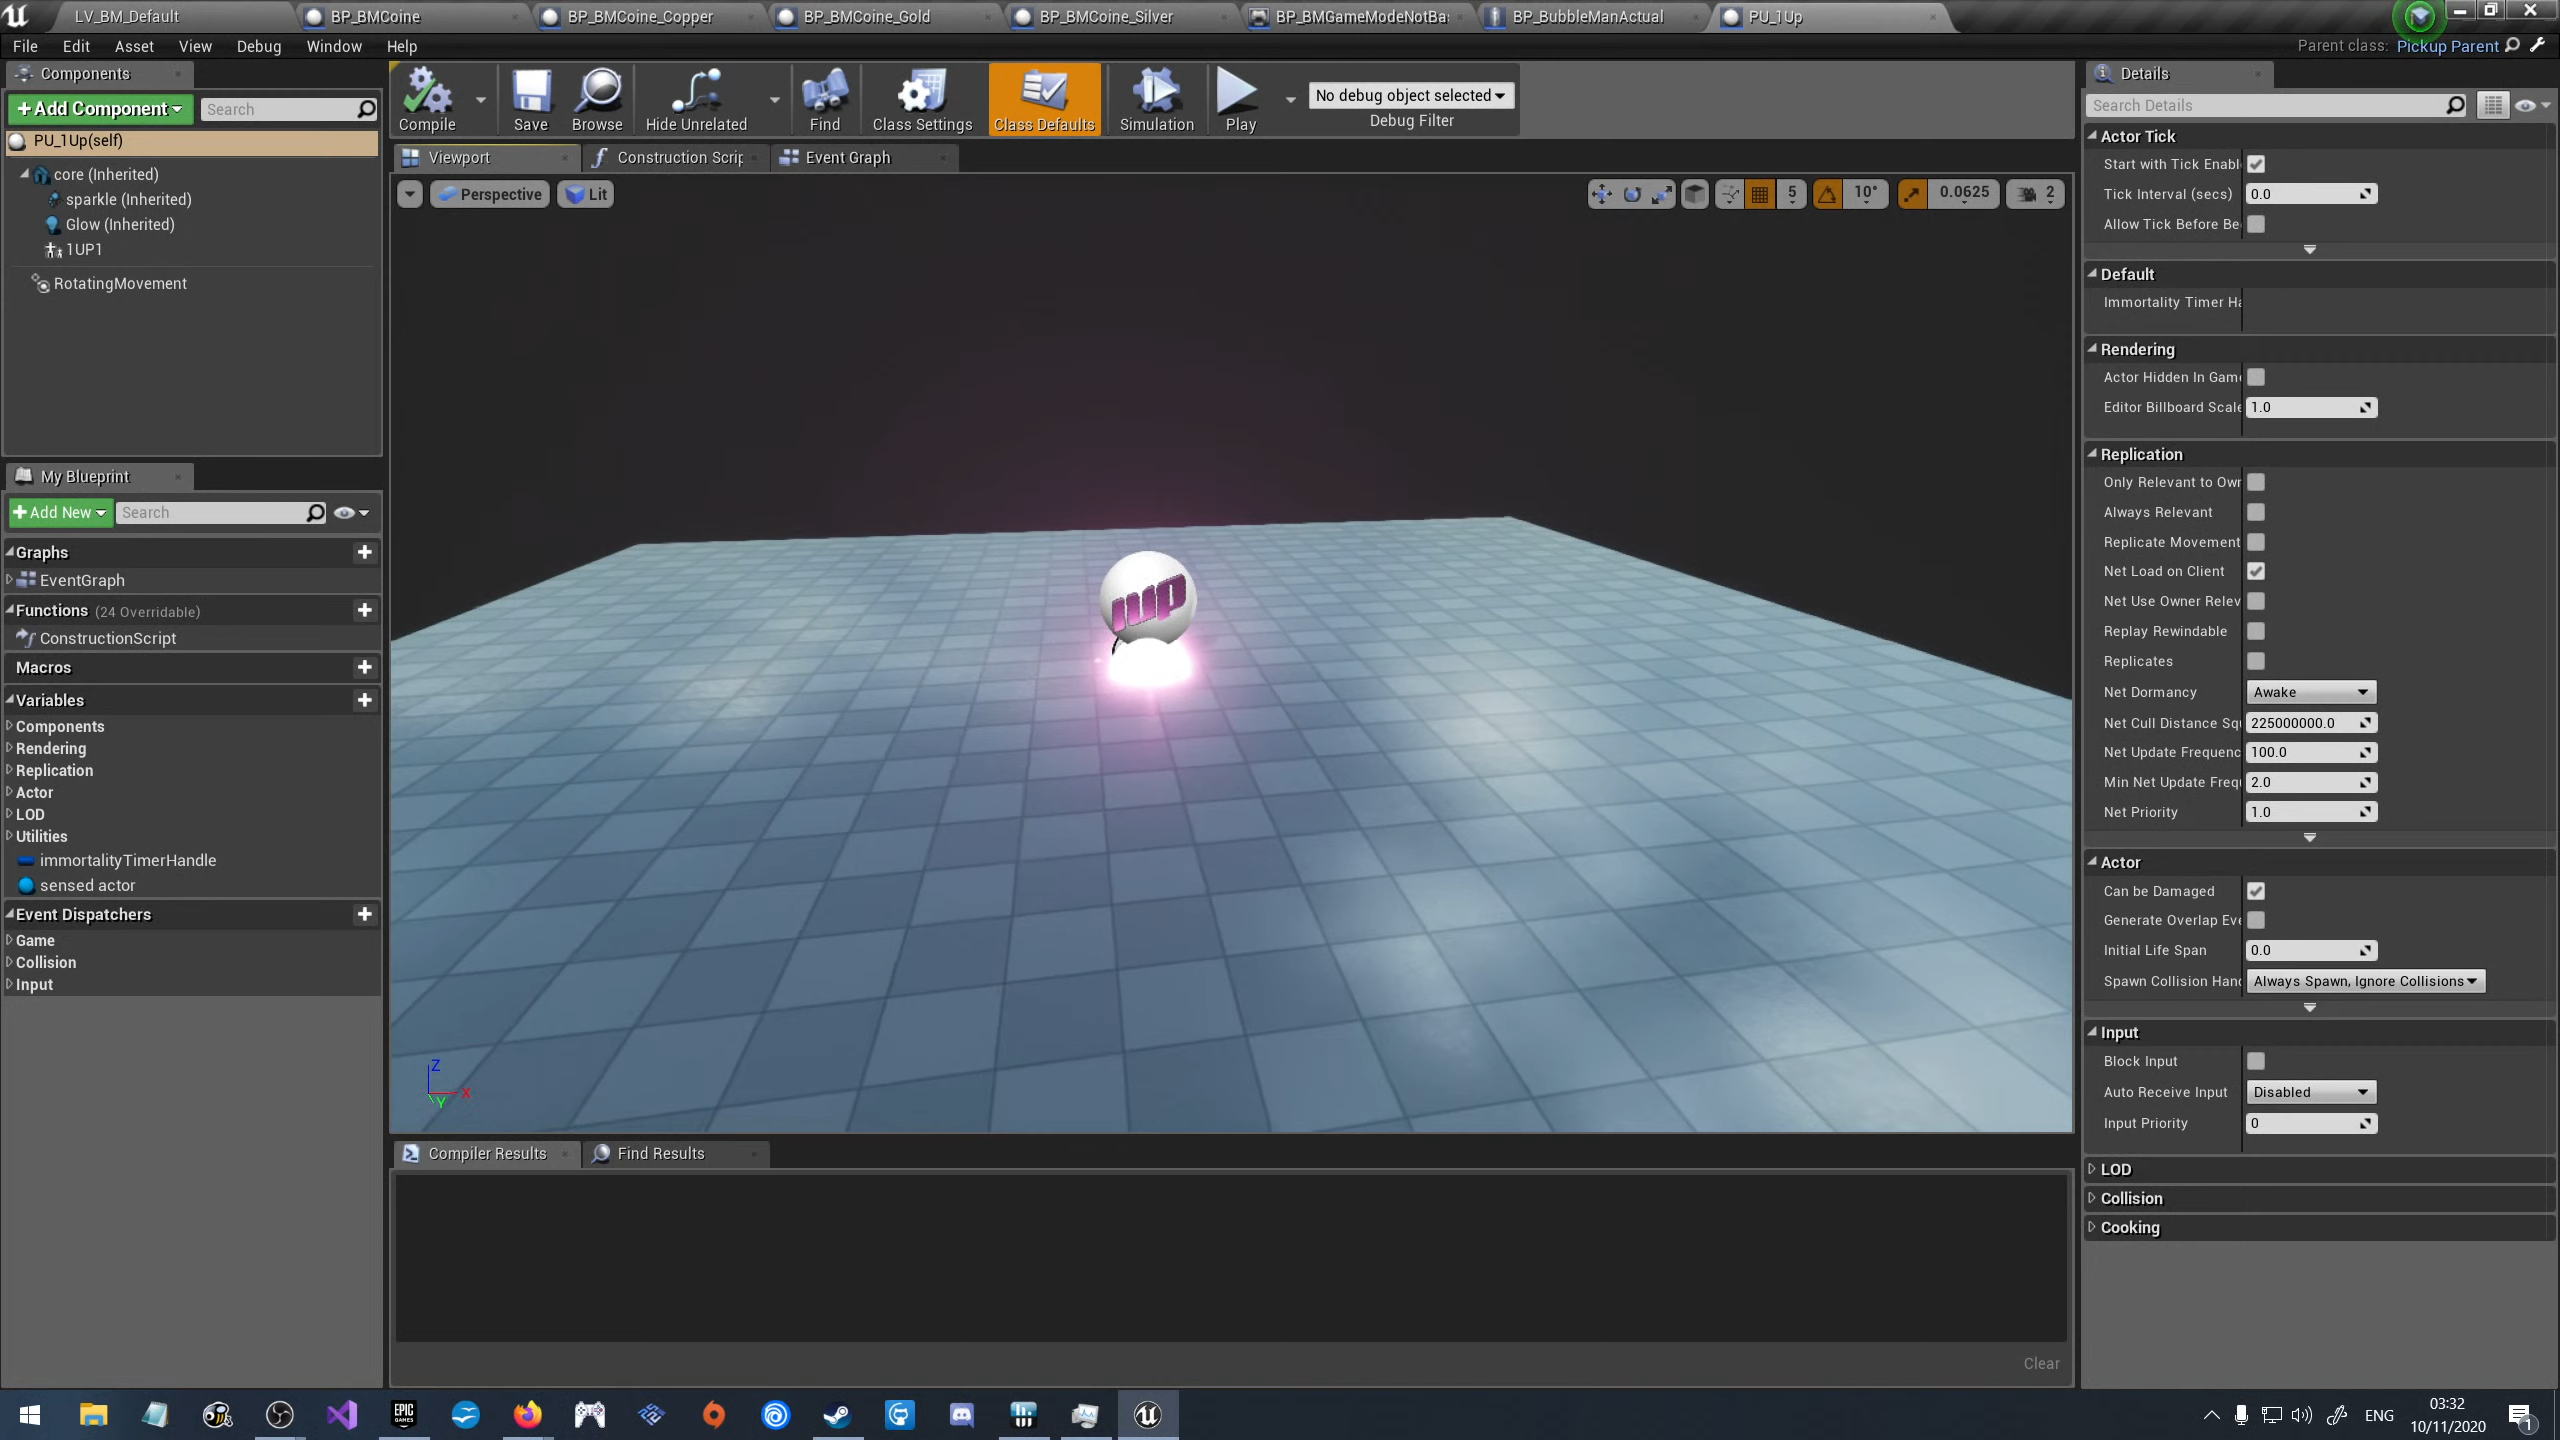 LV_BM_Default
BP_BMCoine
BP_BMCoine_Copper
BP_BMCoine_Gold
BP_BMCoine_Silver
BP_BMGameModeNotBa
BP_BubbleManActual
PU_1Up
File Edit Asset View Debug Window Help
Parent class: Pickup Parent
Components
+Add Component
Search
PU_1Up(self)
core (Inherited)
sparkle (Inherited)
Glow (Inherited)
1UP1
RotatingMovement
My Blueprint
+Add New
Search
Graphs
EventGraph
Functions (24 Overridable)
ConstructionScript
Macros
Variables
Components
Rendering
Replication
Actor
LOD
Utilities
immortalityTimerHandle
sensed actor
Event Dispatchers
Game
Collision
Input
Compile
Save
Browse
Hide Unrelated
Find
Class Settings
Class Defaults
Simulation
Play
No debug object selected
Debug Filter
Viewport
Construction Scrip
Event Graph
Perspective
Lit
5
10°
0.0625
2
1UP
Z
X
Y
Compiler Results
Find Results
Clear
Details
Search Details
Actor Tick
Start with Tick Enabl
Tick Interval (secs) 0.0
Allow Tick Before Be
Default
Immortality Timer Ha
Rendering
Actor Hidden In Game
Editor Billboard Scale 1.0
Replication
Only Relevant to Own
Always Relevant
Replicate Movement
Net Load on Client
Net Use Owner Relev
Replay Rewindable
Replicates
Net Dormancy Awake
Net Cull Distance Squ 225000000.0
Net Update Frequenc 100.0
Min Net Update Frequ 2.0
Net Priority 1.0
Actor
Can be Damaged
Generate Overlap Eve
Initial Life Span 0.0
Spawn Collision Hand Always Spawn, Ignore Collisions
Input
Block Input
Auto Receive Input Disabled
Input Priority 0
LOD
Collision
Cooking
EPIC GAMES
ENG
03:32
10/11/2020
1